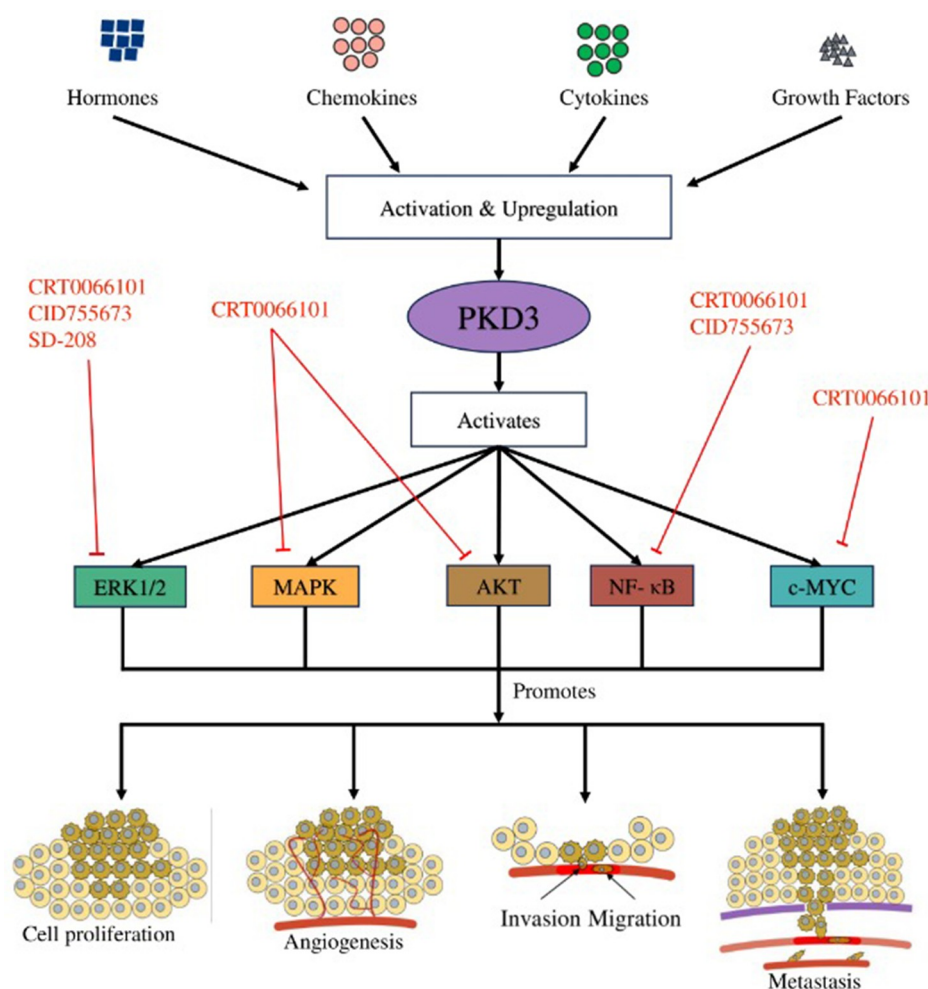 Hormones
Chemokines
Cytokines
Growth Factors
Activation & Upregulation
CRT0066101
CID755673
SD-208
CRT0066101
PKD3
CRT0066101
CID755673
CRT0066101
Activates
ERK1/2
MAPK
AKT
NF- κB
c-MYC
Promotes
Cell proliferation
Angiogenesis
Invasion Migration
Metastasis